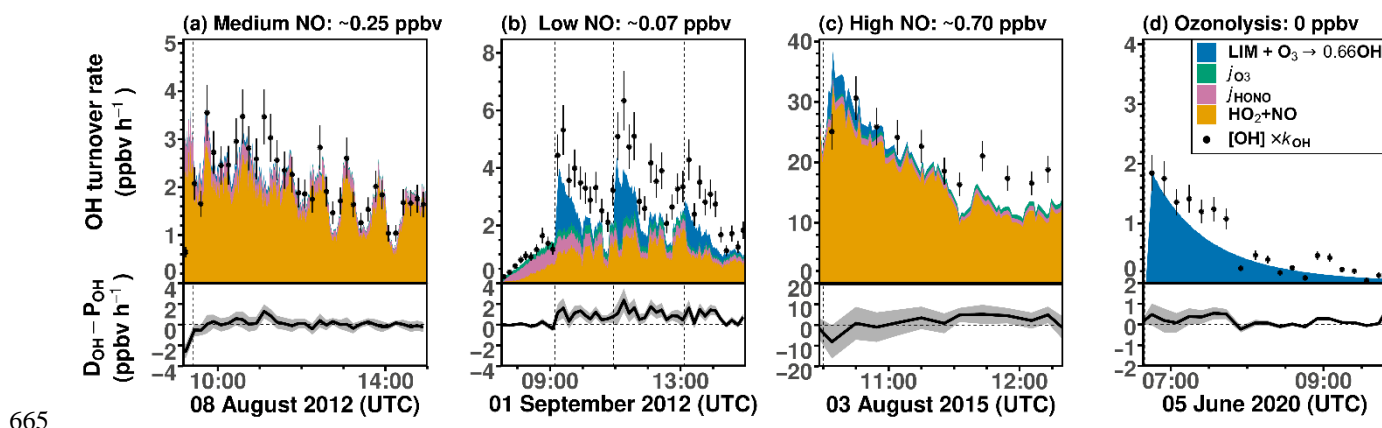 (a) Medium NO: ~0.25 ppbv
(b) Low NO: ~0.07 ppbv
(c) High NO: ~0.70 ppbv
(d) Ozonolysis: 0 ppbv
OH turnover rate
(ppbv h⁻¹)
5
4
3
2
1
0
8
6
4
2
0
40
30
20
10
0
4
3
2
1
0
LIM + O₃ → 0.66OH
jO₃
jHONO
HO₂+NO
[OH] ×kOH
DOH − POH
(ppbv h⁻¹)
4
2
0
−2
−4
4
2
0
−2
−4
20
10
0
−10
−20
2
1
0
−1
−2
10:00 14:00
09:00 13:00
11:00 12:00
07:00 09:00
08 August 2012 (UTC)
01 September 2012 (UTC)
03 August 2015 (UTC)
05 June 2020 (UTC)
665